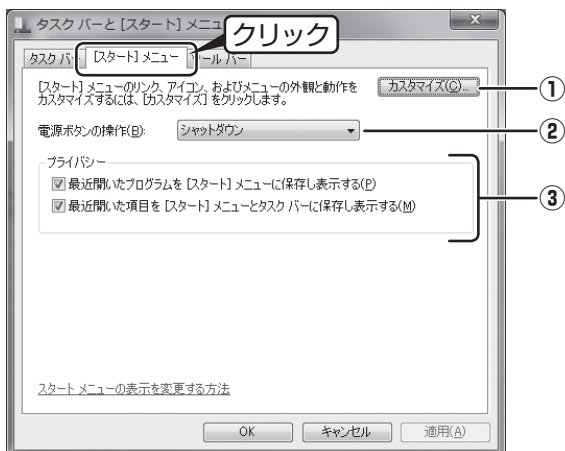 タスク バーと [スタート] メニュ
クリック
タスク バー
[スタート] メニュー
ール バー
[スタート] メニューのリンク、アイコン、およびメニューの外観と動作を
カスタマイズするには、[カスタマイズ] をクリックします。
カスタマイズ(C)...
①
電源ボタンの操作(B):
シャットダウン
②
プライバシー
最近開いたプログラムを [スタート] メニューに保存し表示する(P)
最近開いた項目を [スタート] メニューとタスク バーに保存し表示する(M)
③
スタート メニューの表示を変更する方法
OK
キャンセル
適用(A)